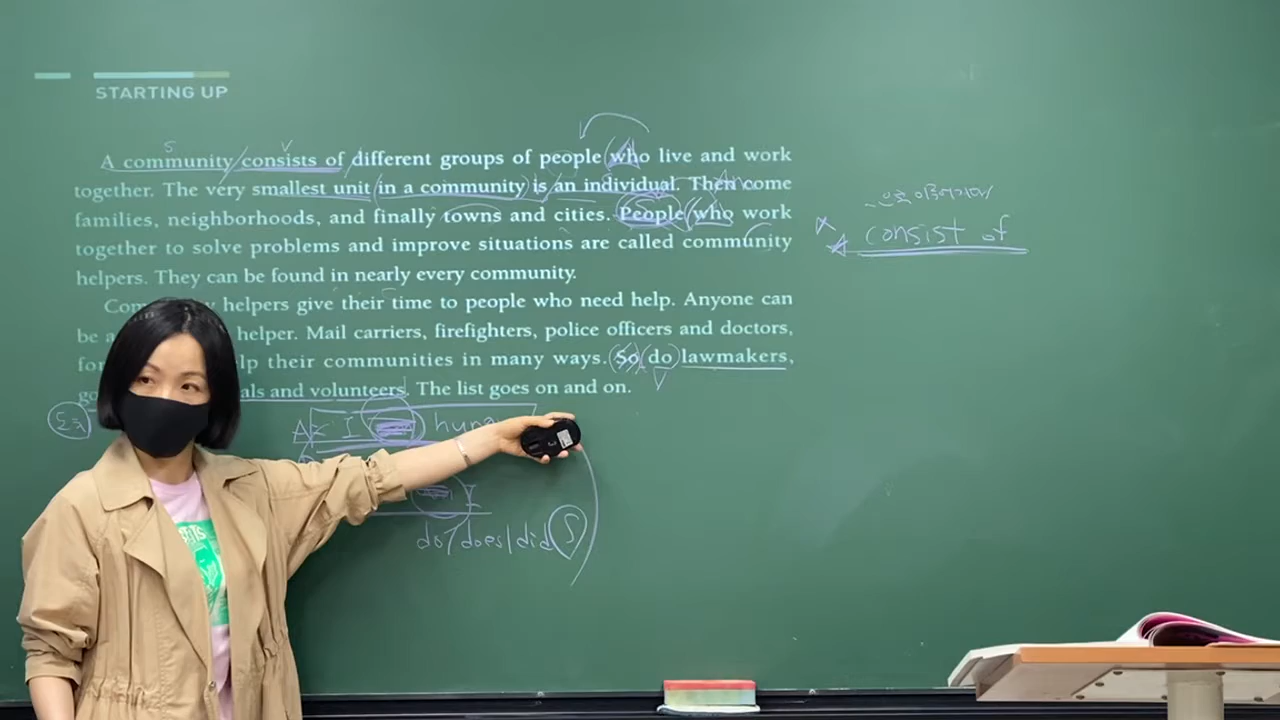 STARTING UP
S V
A community consists of different groups of people who live and work
together. The very smallest unit in a community is an individual. Then come
families, neighborhoods, and finally towns and cities. People who work
together to solve problems and improve situations are called community
helpers. They can be found in nearly every community.
helpers give their time to people who need help. Anyone can
be a helper. Mail carriers, firefighters, police officers and doctors,
their communities in many ways. So do lawmakers,
V
and volunteers. The list goes on and on.
A: I
I
do/does/did S
consist of